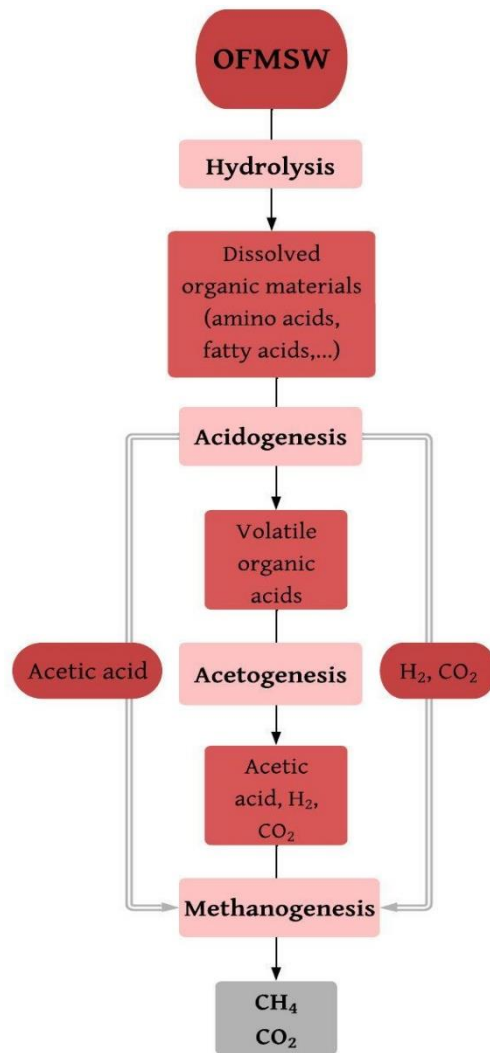 OFMSW
Hydrolysis
Dissolved
organic materials
(amino acids,
fatty acids,...)
Acidogenesis
Volatile
organic
acids
Acetic acid
Acetogenesis
H₂, CO₂
Acetic
acid, H₂,
CO₂
Methanogenesis
CH₄
CO₂